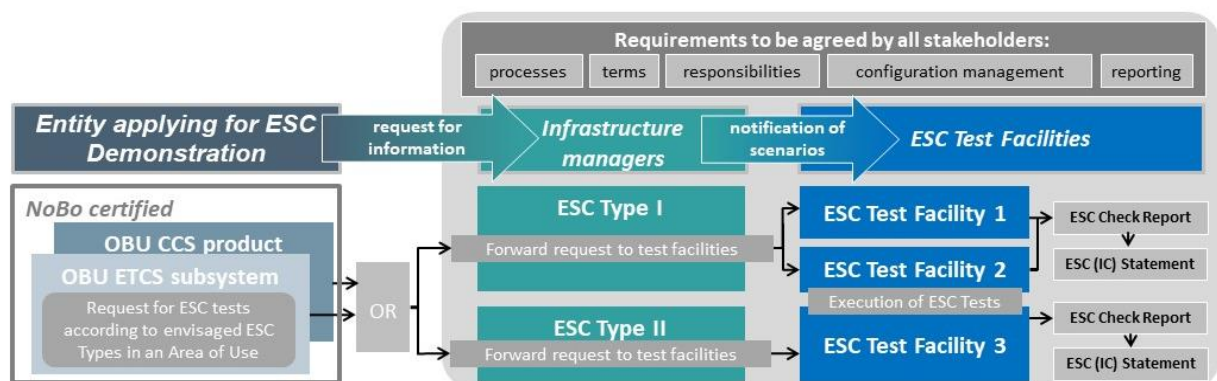 Requirements to be agreed by all stakeholders:
processes
terms
responsibilities
configuration management
reporting
Entity applying for ESC
Demonstration
request for
information
Infrastructure
managers
notification of
scenarios
ESC Test Facilities
NoBo certified
OBU CCS product
OBU ETCS subsystem
Request for ESC tests
according to envisaged ESC
Types in an Area of Use
OR
ESC Type I
Forward request to test facilities
ESC Type II
Forward request to test facilities
ESC Test Facility 1
ESC Test Facility 2
Execution of ESC Tests
ESC Test Facility 3
ESC Check Report
ESC (IC) Statement
ESC Check Report
ESC (IC) Statement